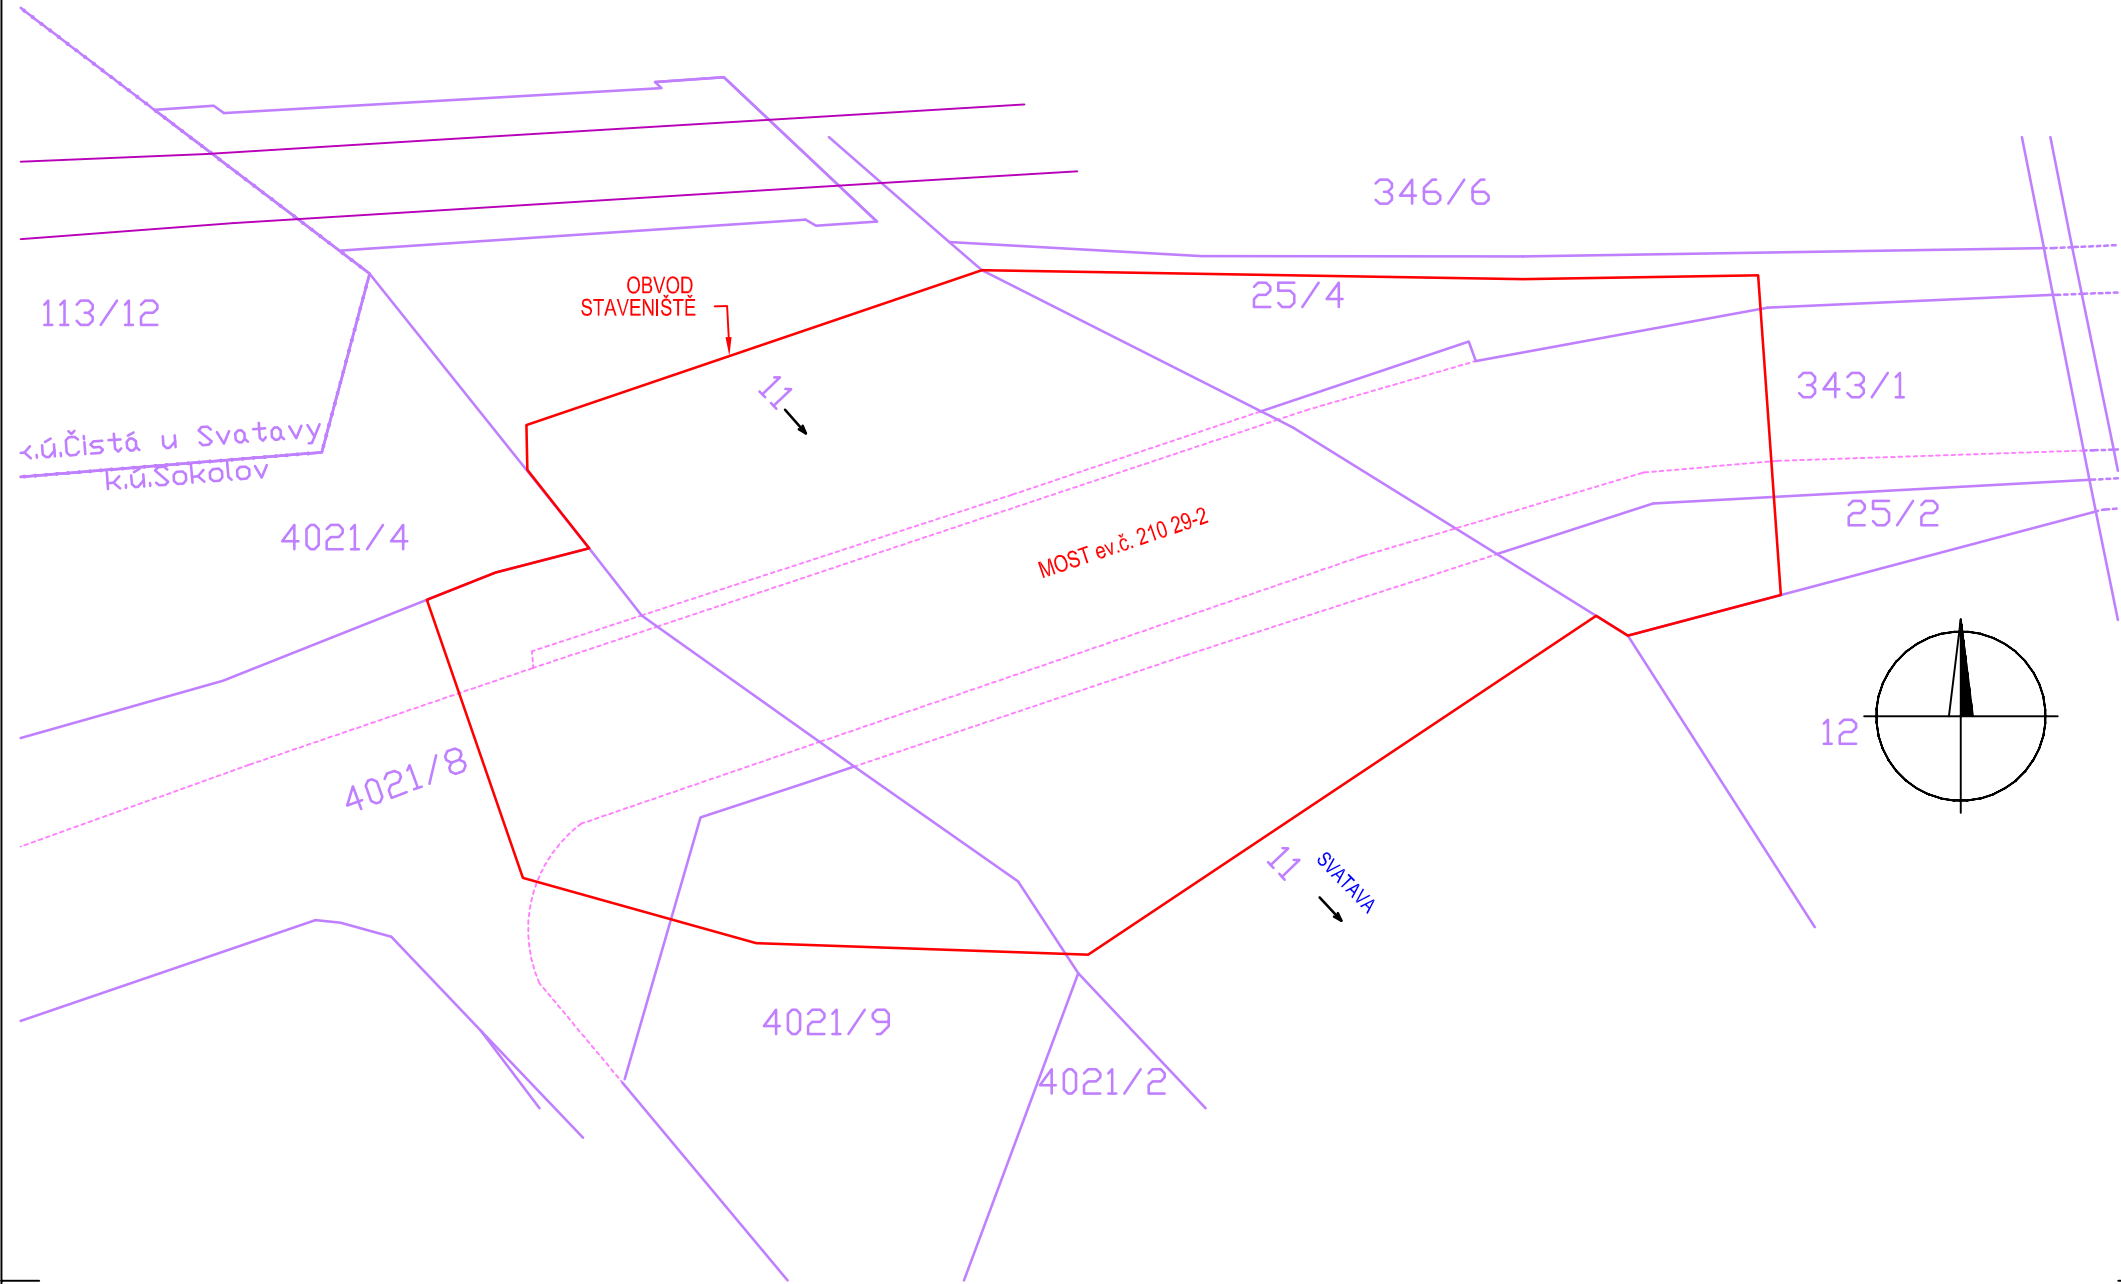 346/6
OBVOD
STAVENIŠTĚ
25/4
113/12
11
343/1
k.ú.Čistá u Svatavy
k.ú.Sokolov
4021/4
25/2
MOST ev.č. 210 29-2
12
4021/8
11
SVATAVA
4021/9
4021/2